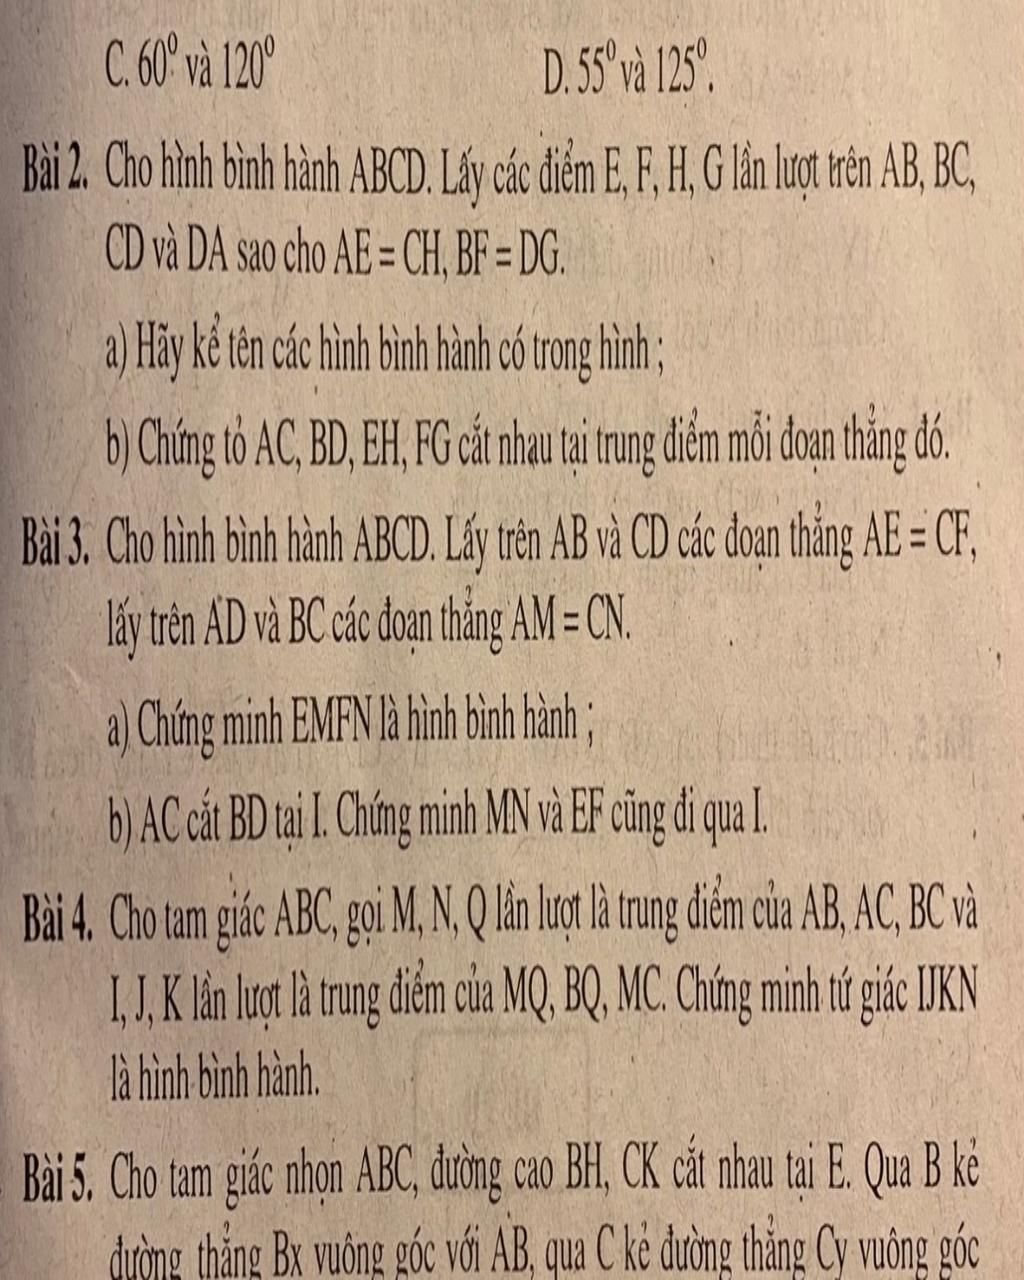 C. 60⁰ và 120⁰ D. 55⁰ và 125⁰.
Bài 2. Cho hình bình hành ABCD. Lấy các điểm E, F, H, G lần lượt trên AB, BC,
CD và DA sao cho AE = CH, BF = DG.
a) Hãy kể tên các hình bình hành có trong hình ;
b) Chứng tỏ AC, BD, EH, FG cắt nhau tại trung điểm mỗi đoạn thẳng đó.
Bài 3. Cho hình bình hành ABCD. Lấy trên AB và CD các đoạn thẳng AE = CF,
lấy trên AD và BC các đoạn thẳng AM = CN.
a) Chứng minh EMFN là hình bình hành ;
b) AC cắt BD tại I. Chứng minh MN và EF cũng đi qua I.
Bài 4. Cho tam giác ABC, gọi M, N, Q lần lượt là trung điểm của AB, AC, BC và
I, J, K lần lượt là trung điểm của MQ, BQ, MC. Chứng minh tứ giác IJKN
là hình bình hành.
Bài 5. Cho tam giác nhọn ABC, đường cao BH, CK cắt nhau tại E. Qua B kẻ
đường thẳng Bx vuông góc với AB, qua C kẻ đường thẳng Cy vuông góc